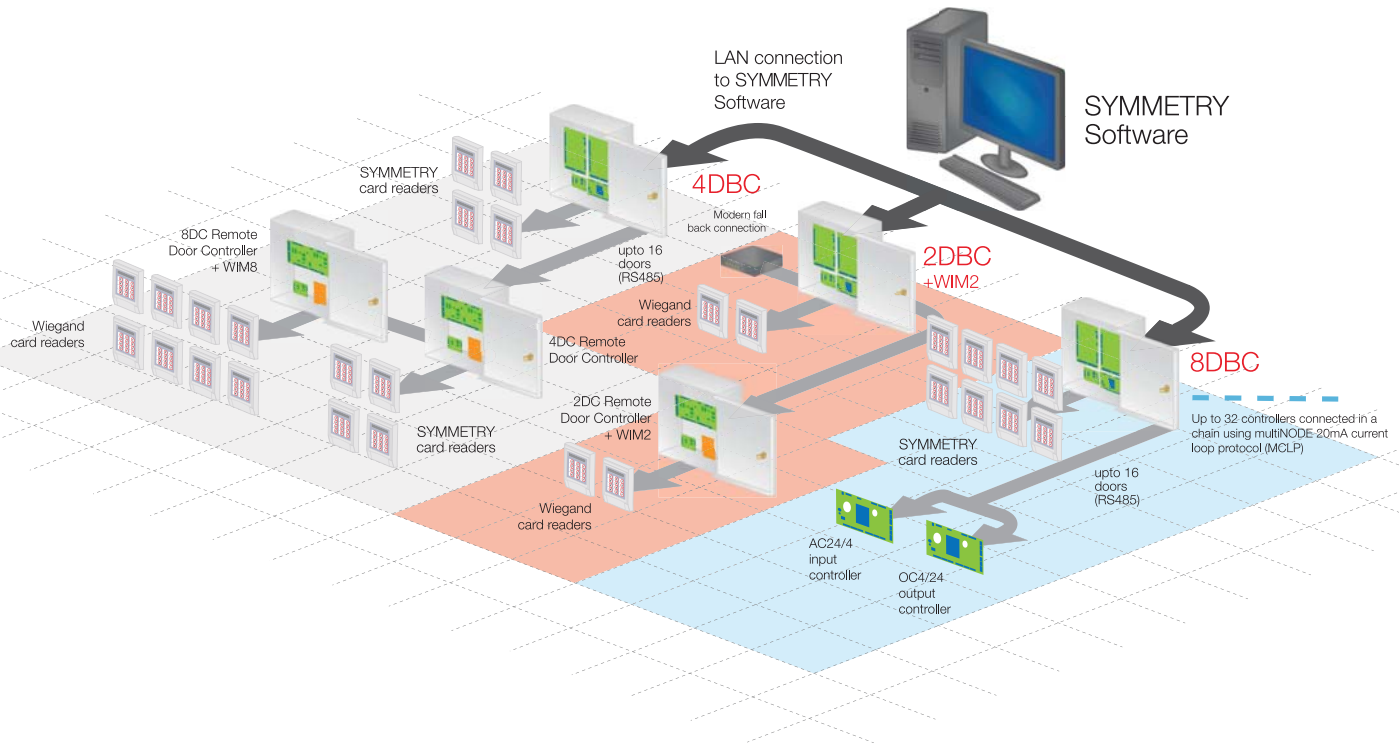 LAN connection
to SYMMETRY
Software
SYMMETRY
Software
SYMMETRY
card readers
4DBC
Modern fall
back connection
8DC Remote
Door Controller
+ WIM8
upto 16
doors
(RS485)
2DBC
+WIM2
Wiegand
card readers
Wiegand
card readers
4DC Remote
Door Controller
8DBC
2DC Remote
Door Controller
+ WIM2
Up to 32 controllers connected in a
chain using multiNODE 20mA current
loop protocol (MCLP)
SYMMETRY
card readers
SYMMETRY
card readers
upto 16
doors
(RS485)
Wiegand
card readers
AC24/4
input
controller
OC4/24
output
controller